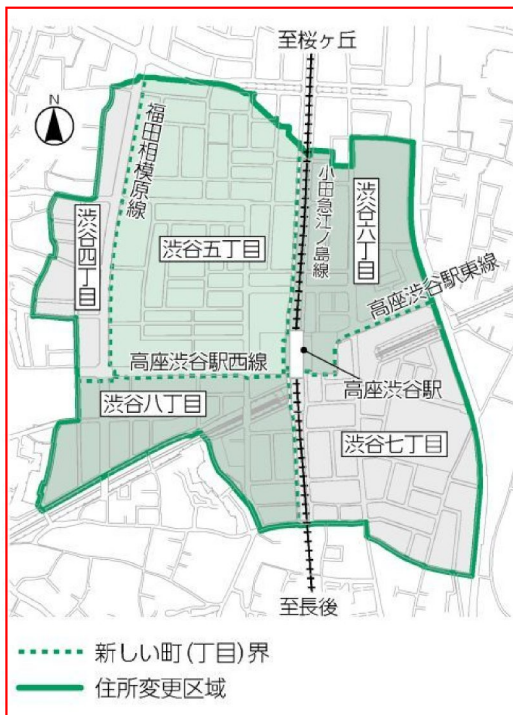 至桜ヶ丘
N
福田相模原線
小田急江ノ島線
渋谷六丁目
渋谷五丁目
渋谷四丁目
高座渋谷駅東線
高座渋谷駅西線
高座渋谷駅
渋谷八丁目
渋谷七丁目
至長後
新しい町(丁目)界
住所変更区域